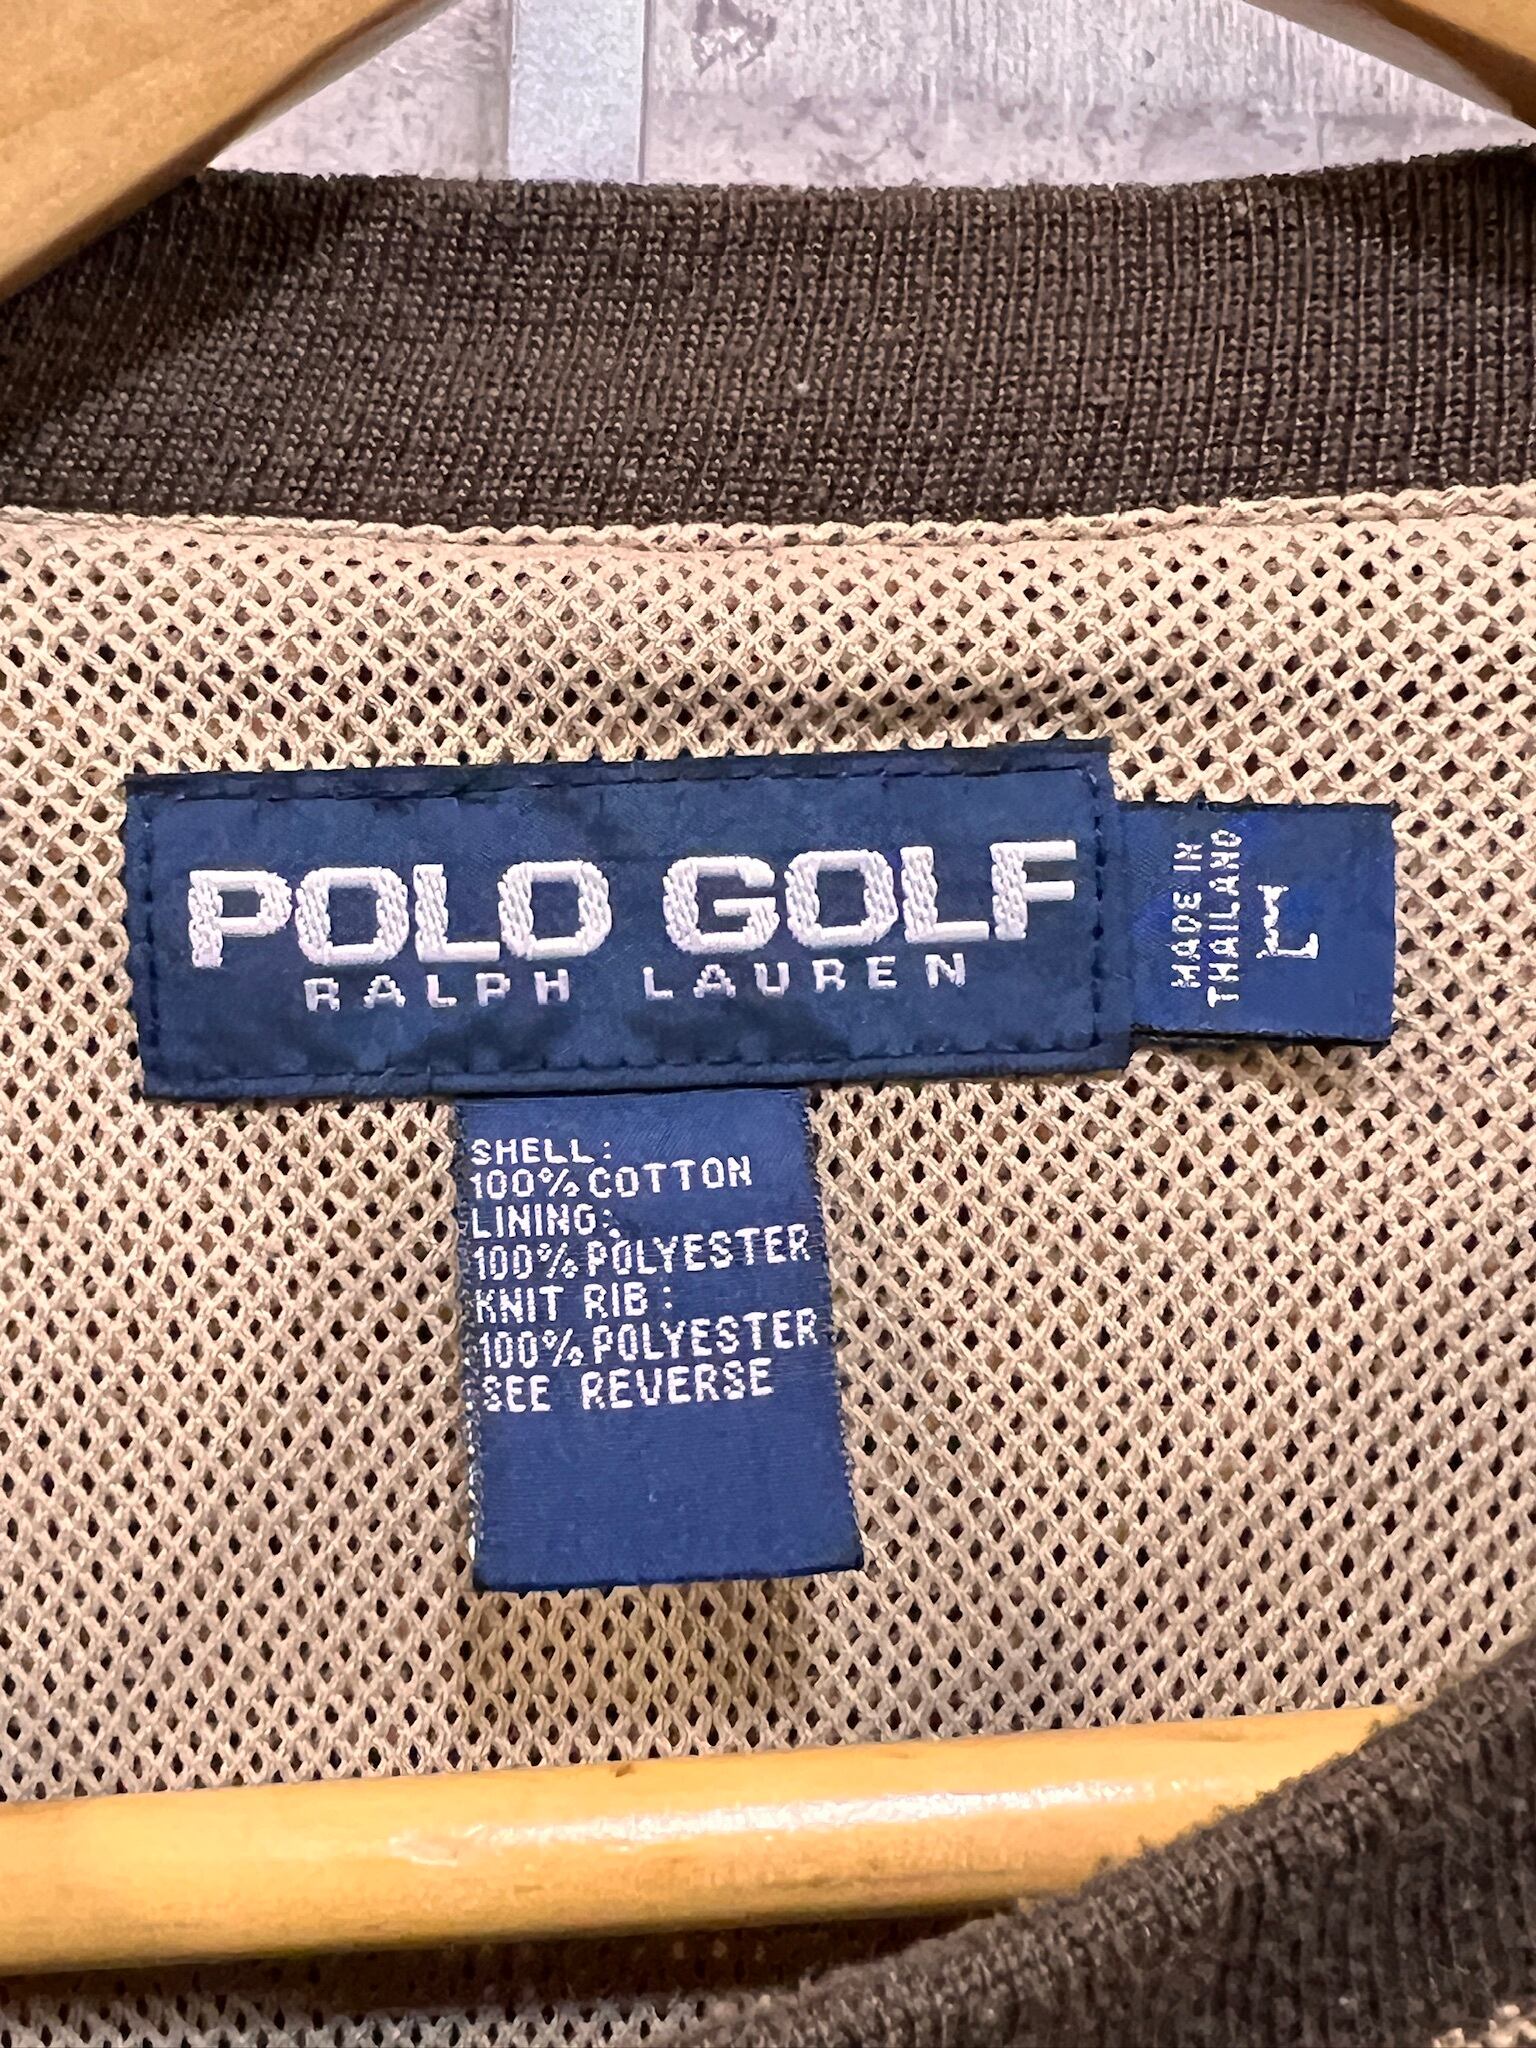 POLO GOLF
RALPH LAUREN
MADE IN
THAILAND
L
SHELL:
100% COTTON
LINING:
100% POLYESTER
KNIT RIB:
100% POLYESTER
SEE REVERSE